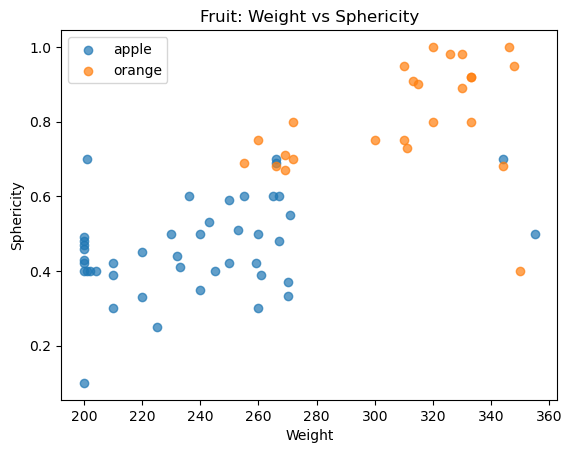 Fruit: Weight vs Sphericity
apple
orange
1.0
0.8
0.6
0.4
0.2
Sphericity
200 220 240 260 280 300 320 340 360
Weight